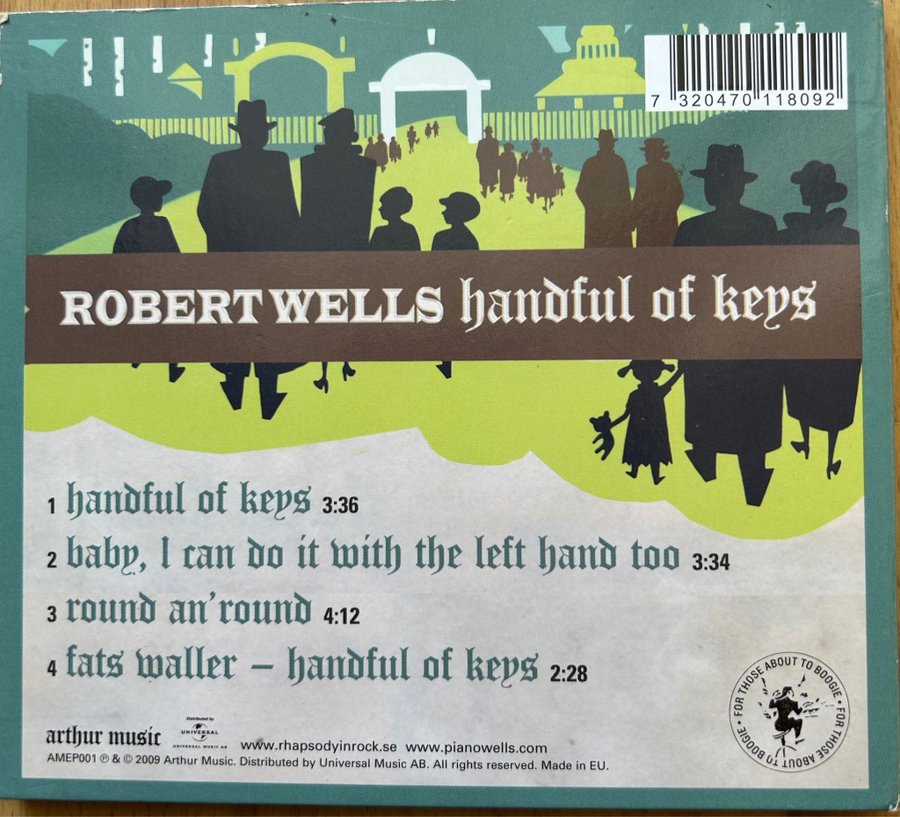 7 320470 118092
ROBERT WELLS handful of keys
1 handful of keys 3:36
2 baby, I can do it with the left hand too 3:34
3 round an' round 4:12
4 fats waller – handful of keys 2:28
• FOR THOSE ABOUT TO BOOGIE • FOR THOSE ABOUT TO BOOGIE
arthur music
Distributed by
UNIVERSAL
UNIVERSAL MUSIC AB
www.rhapsodyinrock.se www.pianowells.com
AMEP001 ℗ & © 2009 Arthur Music. Distributed by Universal Music AB. All rights reserved. Made in EU.